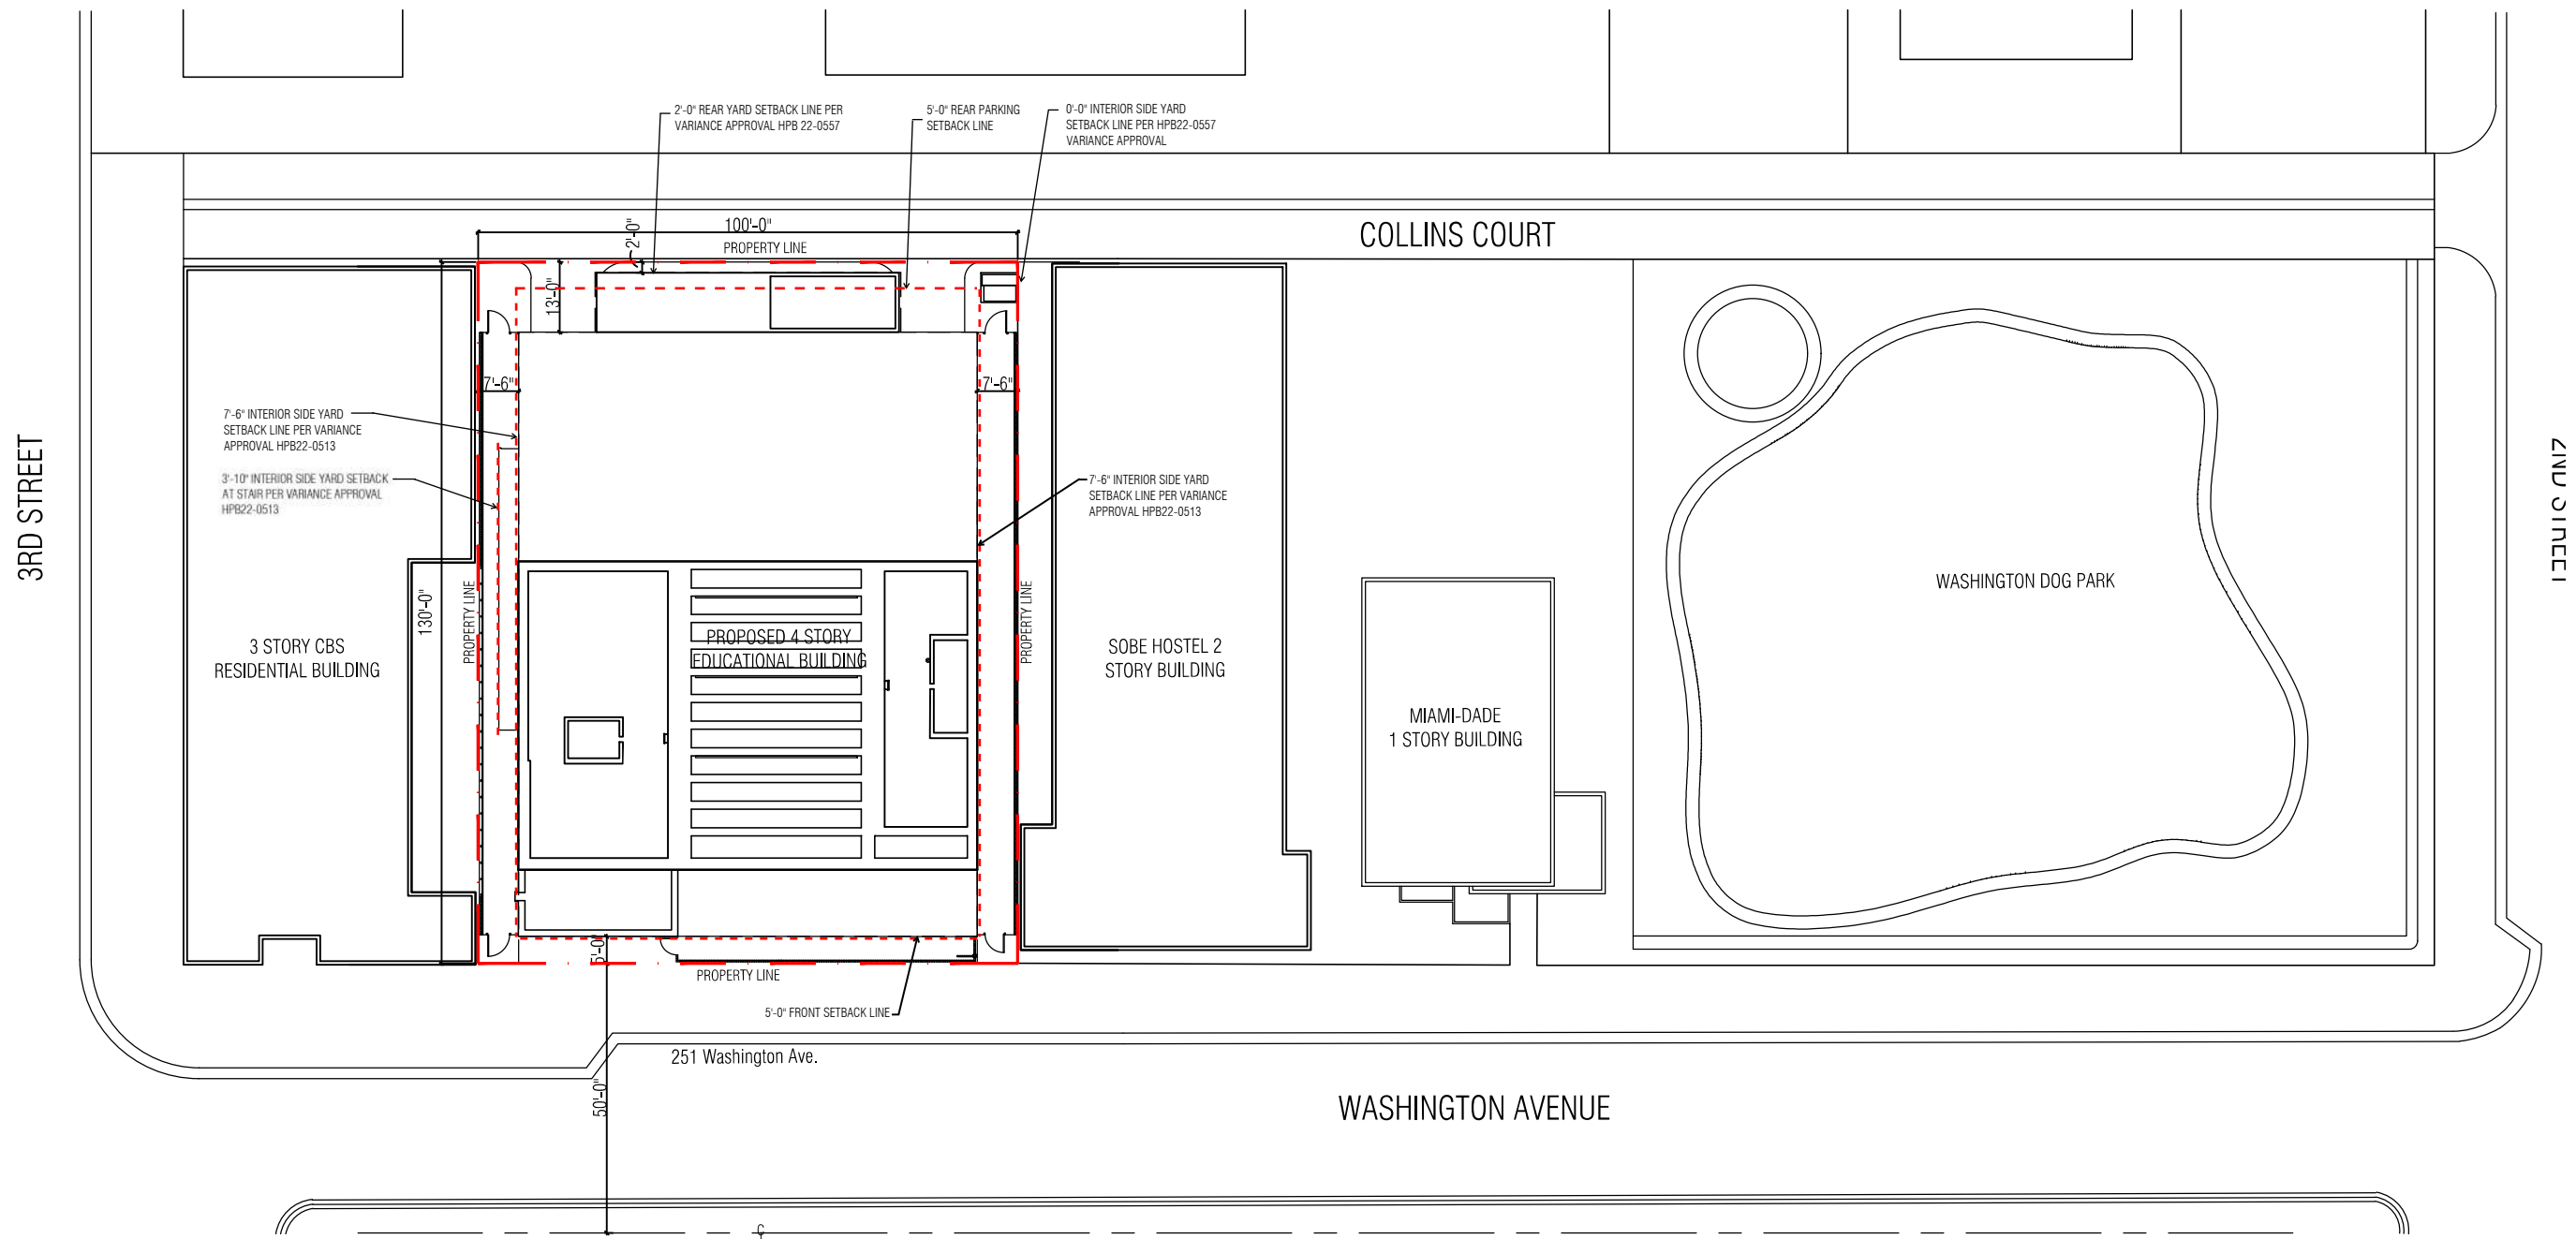 2'-0" REAR YARD SETBACK LINE PER
VARIANCE APPROVAL HPB 22-0557
5'-0" REAR PARKING
SETBACK LINE
0'-0" INTERIOR SIDE YARD
SETBACK LINE PER HPB22-0557
VARIANCE APPROVAL
100'-0"
2'-0"
PROPERTY LINE
COLLINS COURT
13'-0"
7'-6"
7'-6"
7'-6" INTERIOR SIDE YARD
SETBACK LINE PER VARIANCE
APPROVAL HPB22-0513
3'-10" INTERIOR SIDE YARD SETBACK
AT STAIR PER VARIANCE APPROVAL
HPB22-0513
7'-6" INTERIOR SIDE YARD
SETBACK LINE PER VARIANCE
APPROVAL HPB22-0513
3RD STREET
2ND STREET
130'-0"
PROPERTY LINE
PROPERTY LINE
3 STORY CBS
RESIDENTIAL BUILDING
PROPOSED 4 STORY
EDUCATIONAL BUILDING
SOBE HOSTEL 2
STORY BUILDING
MIAMI-DADE
1 STORY BUILDING
WASHINGTON DOG PARK
5'-0"
PROPERTY LINE
5'-0" FRONT SETBACK LINE
251 Washington Ave.
50'-0"
WASHINGTON AVENUE